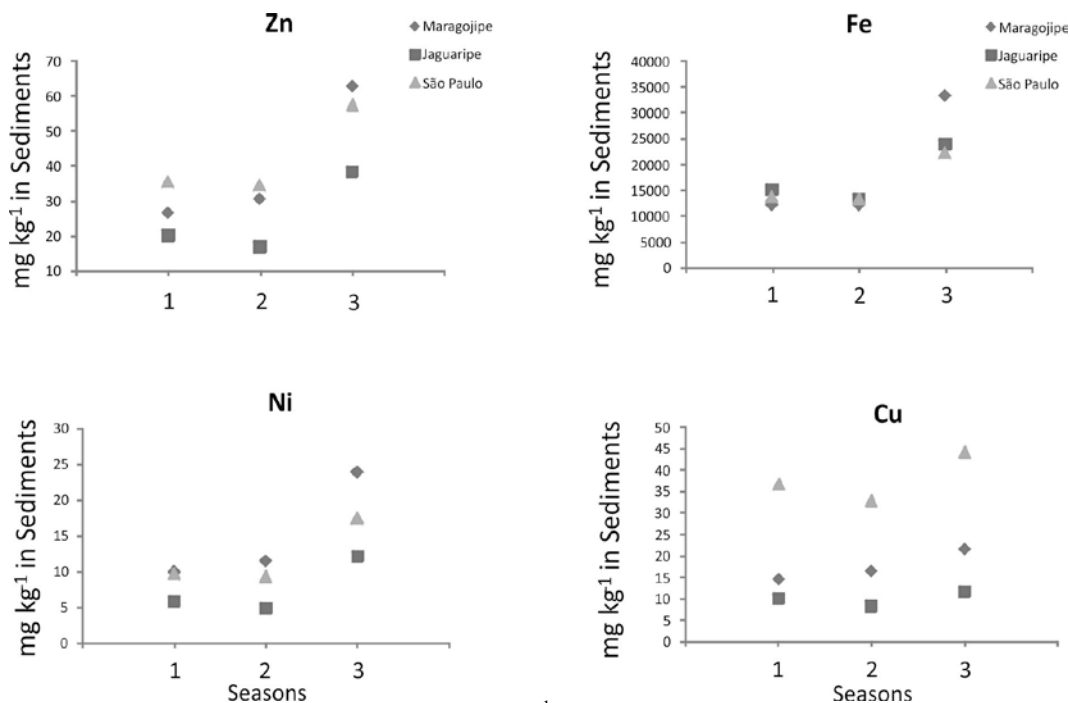 Zn
Maragojipe
Jaguaripe
São Paulo
mg kg⁻¹ in Sediments
70
60
50
40
30
20
10
1 2 3
Fe
Maragojipe
Jaguaripe
São Paulo
mg kg⁻¹ in Sediments
40000
35000
30000
25000
20000
15000
10000
5000
0
1 2 3
Ni
mg kg⁻¹ in Sediments
30
25
20
15
10
5
0
1 2 3
Seasons
Cu
mg kg⁻¹ in Sediments
50
45
40
35
30
25
20
15
10
5
0
1 2 3
Seasons